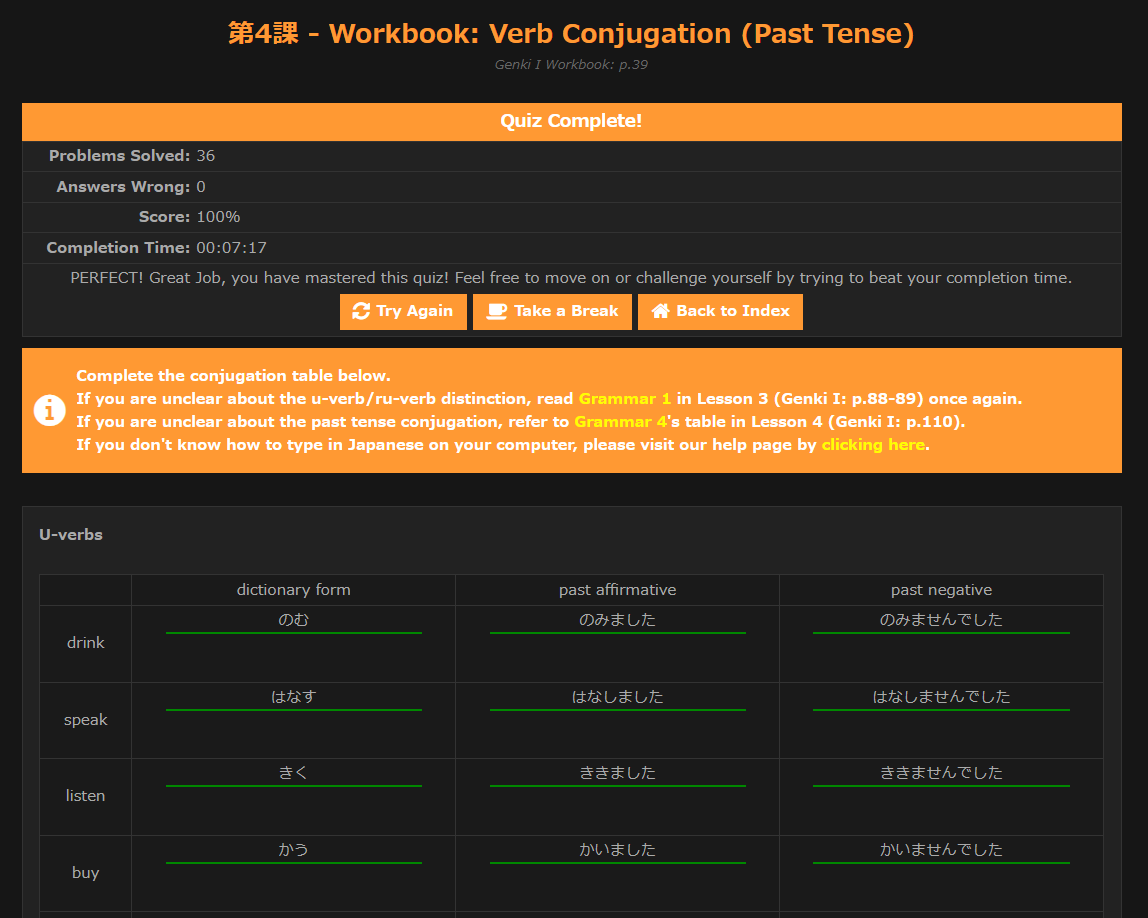 第4課 - Workbook: Verb Conjugation (Past Tense)
Genki I Workbook: p.39
Quiz Complete!
Problems Solved: 36
Answers Wrong: 0
Score: 100%
Completion Time: 00:07:17
PERFECT! Great Job, you have mastered this quiz! Feel free to move on or challenge yourself by trying to beat your completion time.
Try Again Take a Break Back to Index
Complete the conjugation table below.
If you are unclear about the u-verb/ru-verb distinction, read Grammar 1 in Lesson 3 (Genki I: p.88-89) once again.
If you are unclear about the past tense conjugation, refer to Grammar 4's table in Lesson 4 (Genki I: p.110).
If you don't know how to type in Japanese on your computer, please visit our help page by clicking here.
U-verbs
dictionary form past affirmative past negative
drink のむ のみました のみませんでした
speak はなす はなしました はなしませんでした
listen きく ききました ききませんでした
buy かう かいました かいませんでした